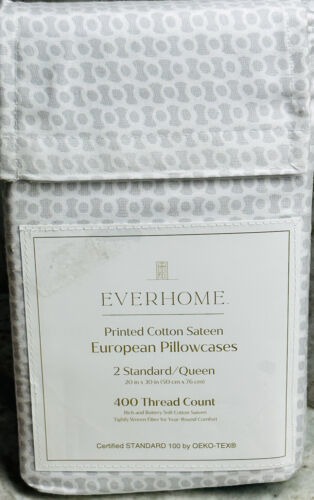 EVERHOME™
Printed Cotton Sateen
European Pillowcases
2 Standard/Queen
20 in x 30 in (50 cm x 76 cm)
400 Thread Count
Rich and Buttery Soft Cotton Sateen
Tightly Woven Fiber for Year-Round Comfort
Certified STANDARD 100 by OEKO-TEX®